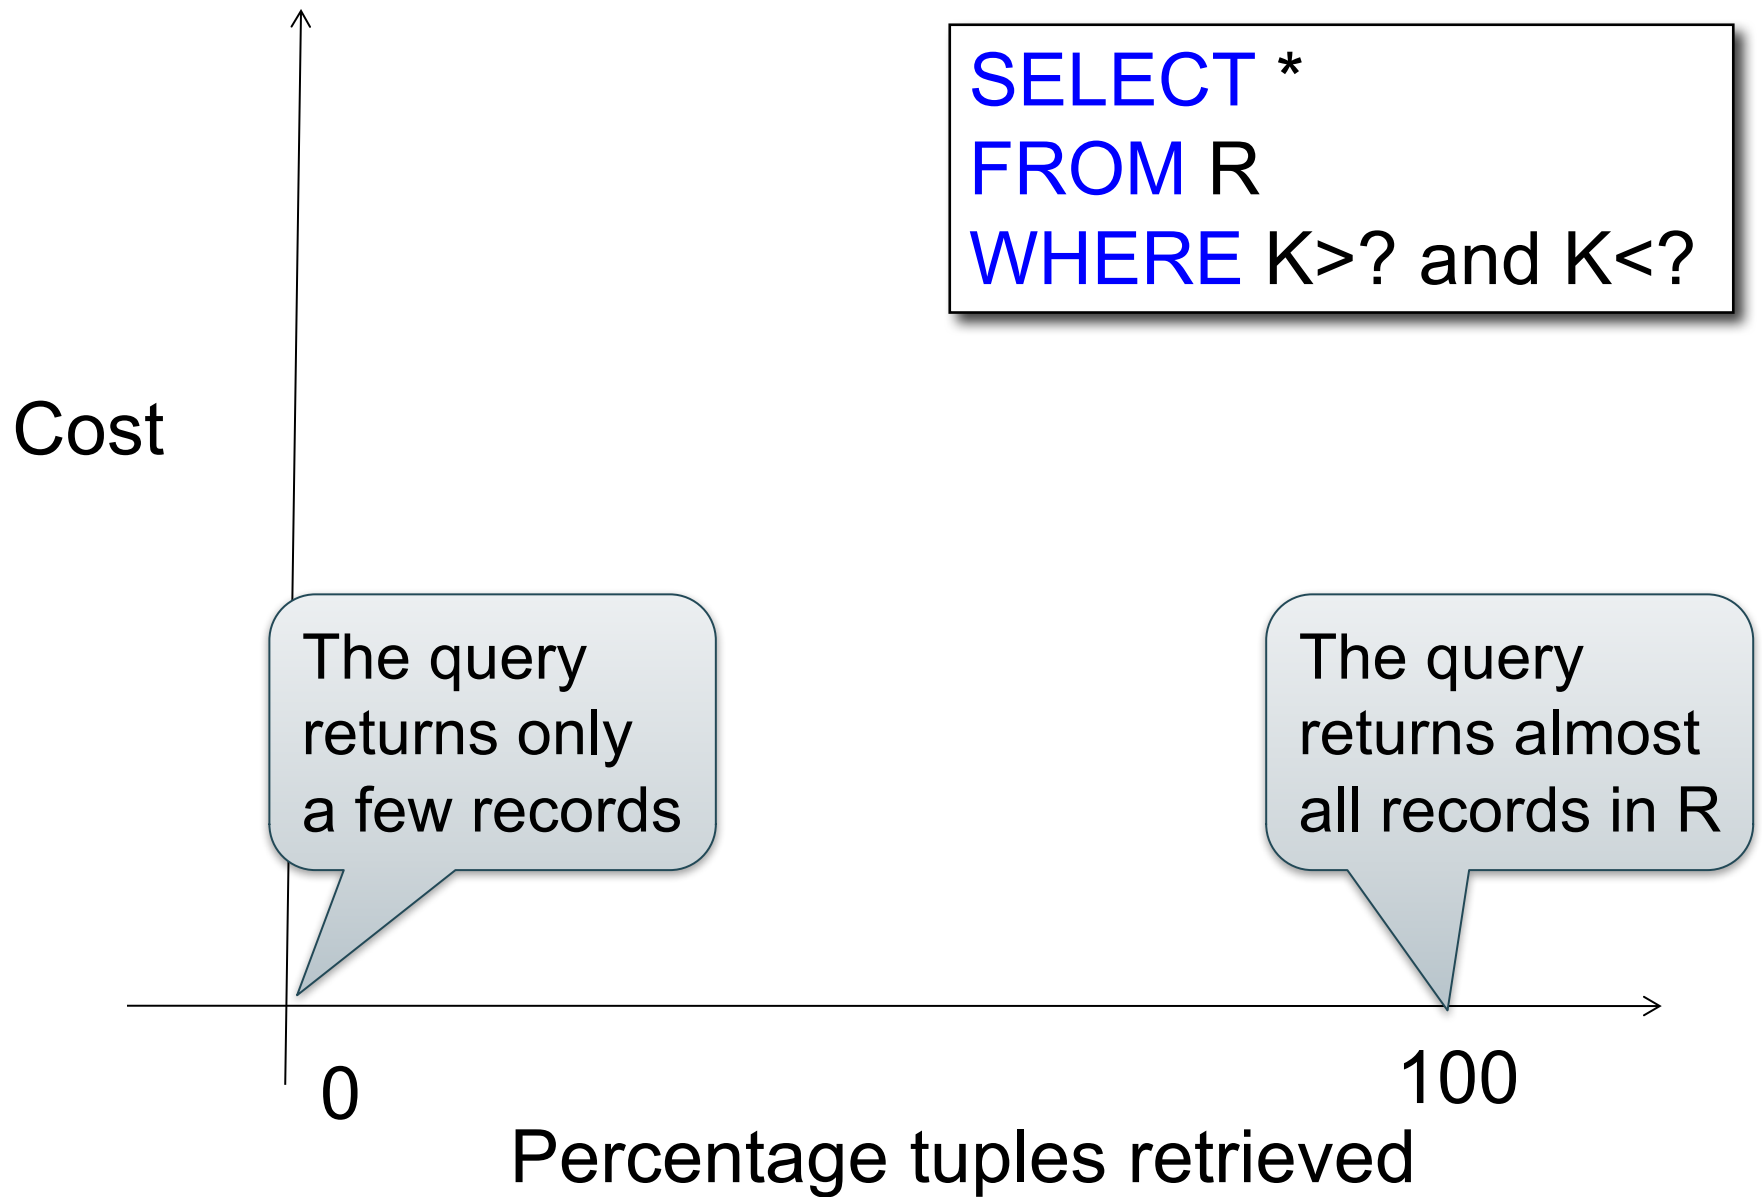 SELECT *
FROM R
WHERE K>? and K<?
Cost
The query
returns only
a few records
The query
returns almost
all records in R
0
100
Percentage tuples retrieved